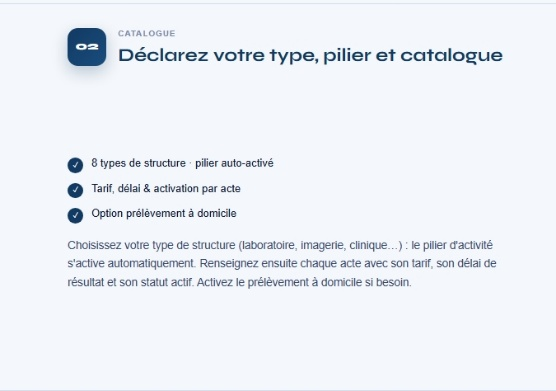 02
CATALOGUE
Déclarez votre type, pilier et catalogue
✓ 8 types de structure · pilier auto-activé
✓ Tarif, délai & activation par acte
✓ Option prélèvement à domicile
Choisissez votre type de structure (laboratoire, imagerie, clinique…) : le pilier d'activité
s'active automatiquement. Renseignez ensuite chaque acte avec son tarif, son délai de
résultat et son statut actif. Activez le prélèvement à domicile si besoin.